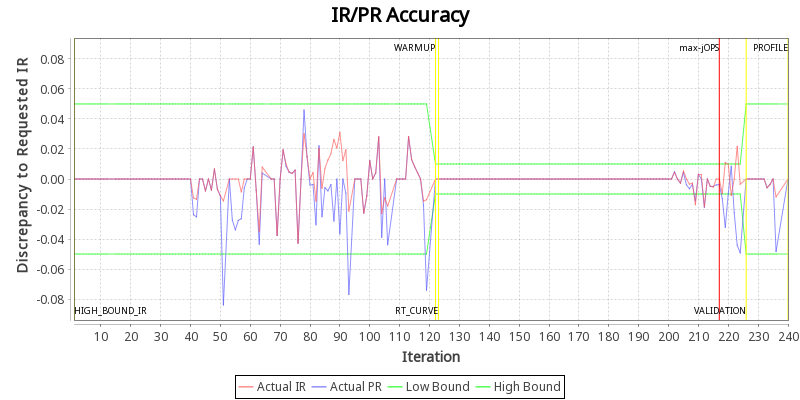 IR/PR Accuracy
WARMUP
max-jOPS
PROFILE
Discrepancy to Requested IR
0.08
0.06
0.04
0.02
0.00
-0.02
-0.04
-0.06
-0.08
HIGH_BOUND_IR
RT_CURVE
VALIDATION
10 20 30 40 50 60 70 80 90 100 110 120 130 140 150 160 170 180 190 200 210 220 230 240
Iteration
Actual IR Actual PR Low Bound High Bound